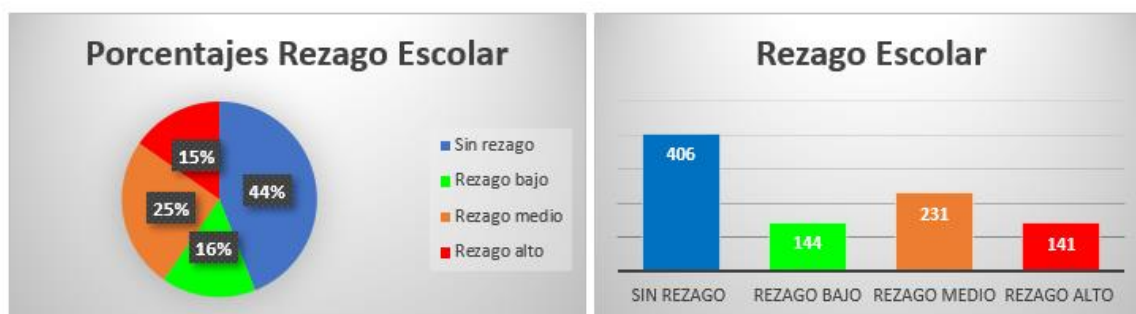 Porcentajes Rezago Escolar
15%
44%
25%
16%
Sin rezago
Rezago bajo
Rezago medio
Rezago alto
Rezago Escolar
406
144
231
141
SIN REZAGO
REZAGO BAJO
REZAGO MEDIO
REZAGO ALTO